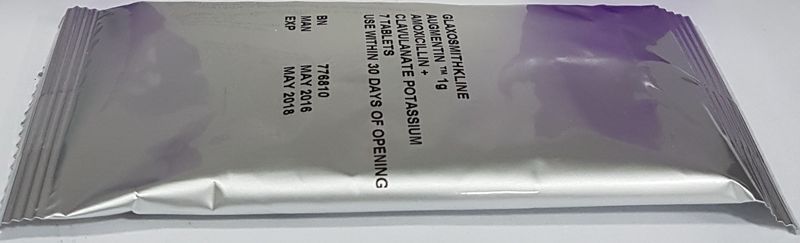 GLAXOSMITHKLINE
AUGMENTIN ™ 1g
AMOXICILLIN +
CLAVULANATE POTASSIUM
7 TABLETS
USE WITHIN 30 DAYS OF OPENING
BN 776810
MAN MAY 2016
EXP MAY 2018